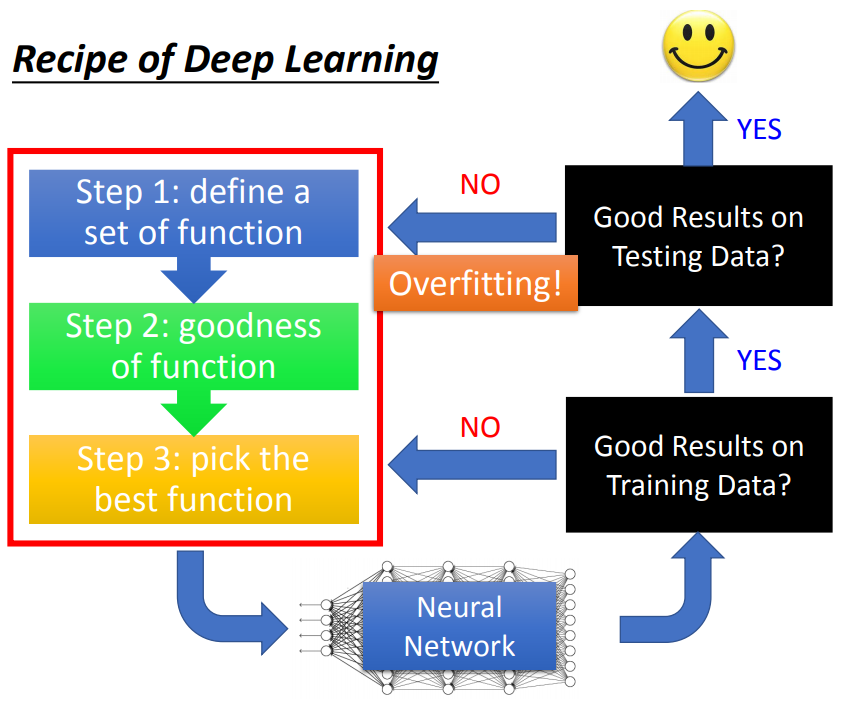 Recipe of Deep Learning
YES
Step 1: define a
set of function
NO
Good Results on
Testing Data?
Overfitting!
Step 2: goodness
of function
YES
Step 3: pick the
best function
NO
Good Results on
Training Data?
Neural
Network